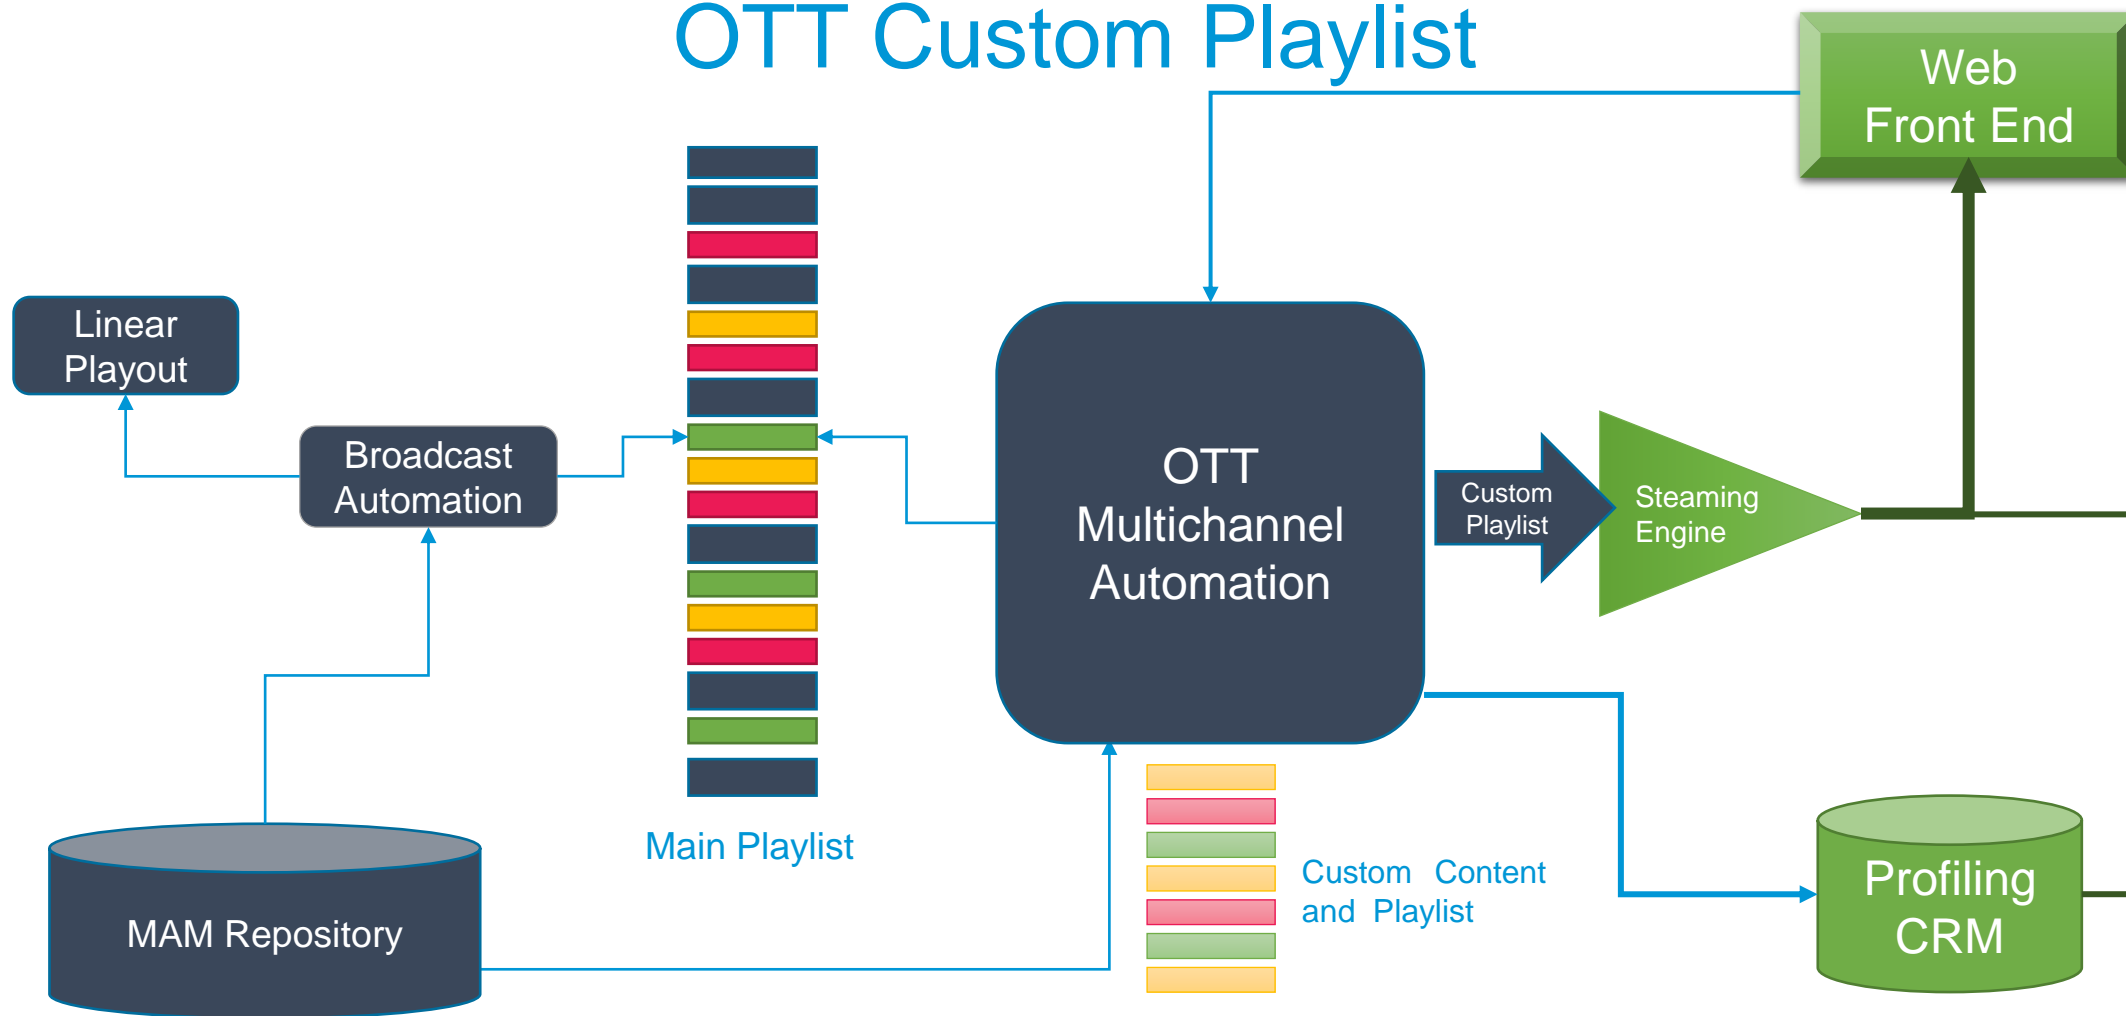 OTT Custom Playlist
Web
Front End
Linear
Playout
Broadcast
Automation
OTT
Multichannel
Automation
Custom
Playlist
Steaming
Engine
Main Playlist
Custom Content
and Playlist
MAM Repository
Profiling
CRM